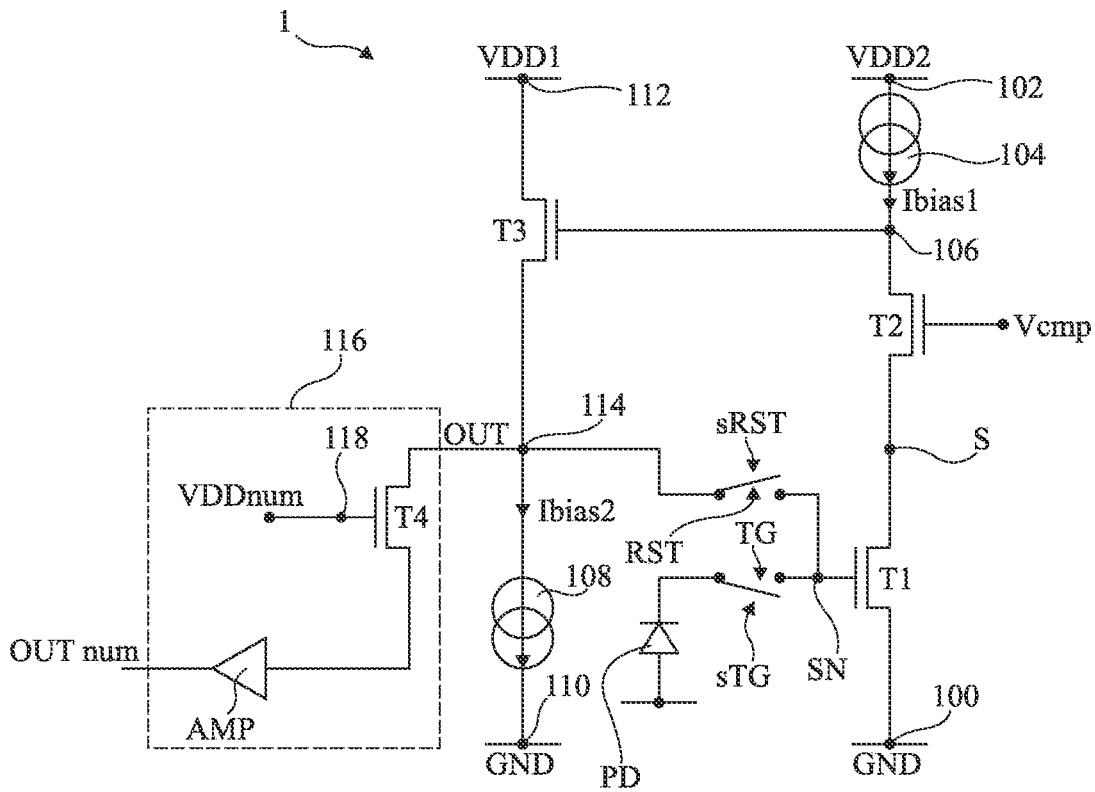 1
VDD1
VDD2
112
102
104
Ibias1
T3
106
T2
Vcmp
116
114
sRST
OUT
S
118
VDDnum
T4
Ibias2
RST
TG
T1
108
OUT num
AMP
sTG
SN
110
100
GND
PD
GND